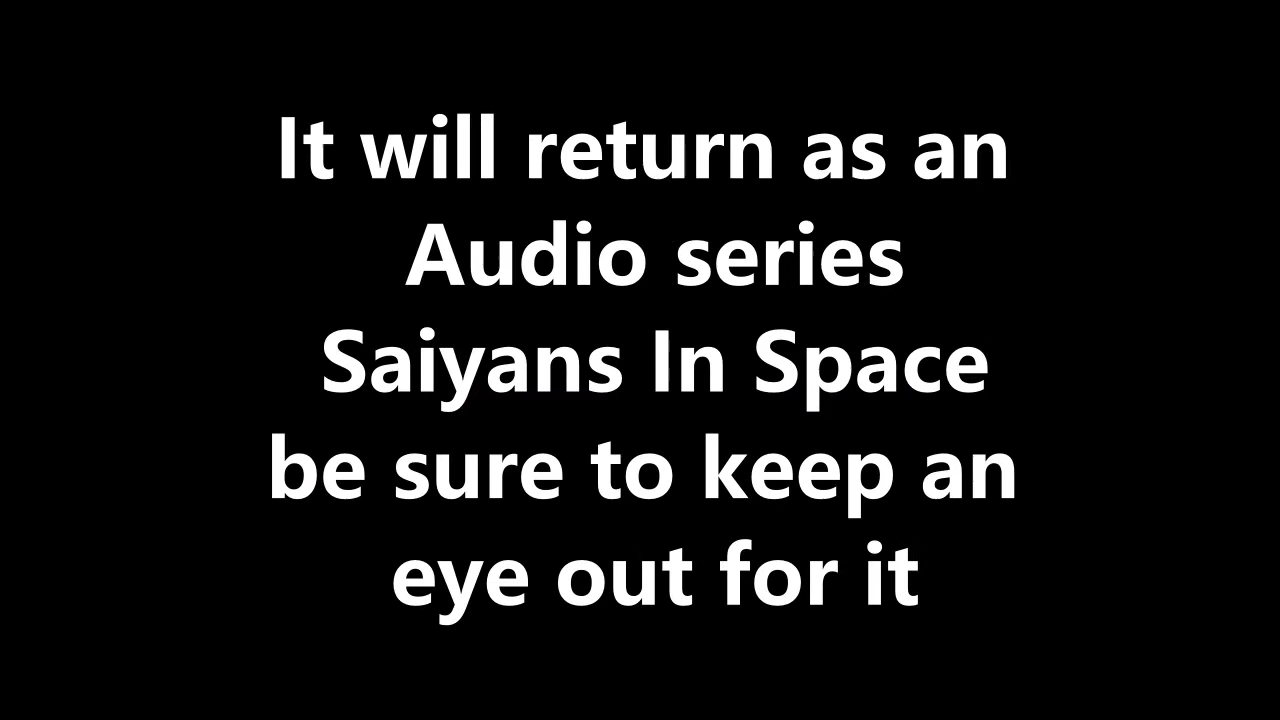 It will return as an
Audio series
Saiyans In Space
be sure to keep an
eye out for it